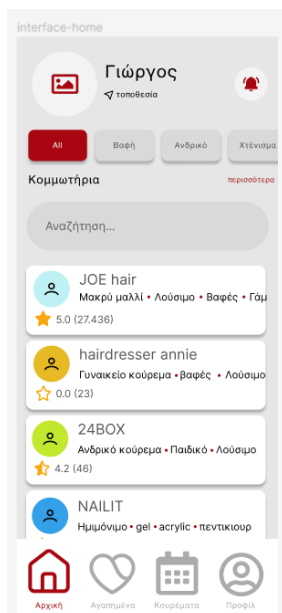 interface-home
Γιώργος
τοποθεσία
All Βαφή Ανδρικό Χτένισμα
Κομμωτήρια περισσότερα
Αναζήτηση...
JOE hair
Μακρύ μαλλί • Λούσιμο • Βαφές • Γάμ
5.0 (27.436)
hairdresser annie
Γυναικείο κούρεμα •βαφές • Λούσιμο
0.0 (23)
24BOX
Ανδρικό κούρεμα • Παιδικό • Λούσιμο
4.2 (46)
NAILIT
Ημιμόνιμο • gel • acrylic • πεντικιουρ
Αρχική Αγαπημένα Κουρέματα Προφίλ